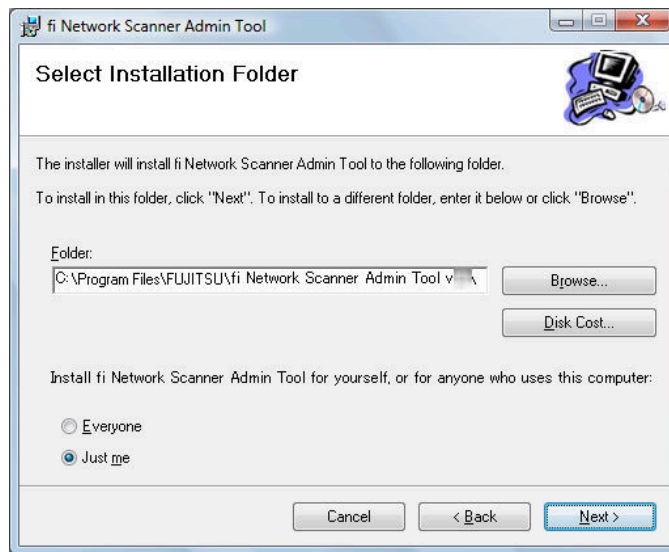 fi Network Scanner Admin Tool
Select Installation Folder
The installer will install fi Network Scanner Admin Tool to the following folder.
To install in this folder, click "Next". To install to a different folder, enter it below or click "Browse".
Folder:
C:\Program Files\FUJITSU\fi Network Scanner Admin Tool v \
Browse...
Disk Cost...
Install fi Network Scanner Admin Tool for yourself, or for anyone who uses this computer:
Everyone
Just me
Cancel
< Back
Next >